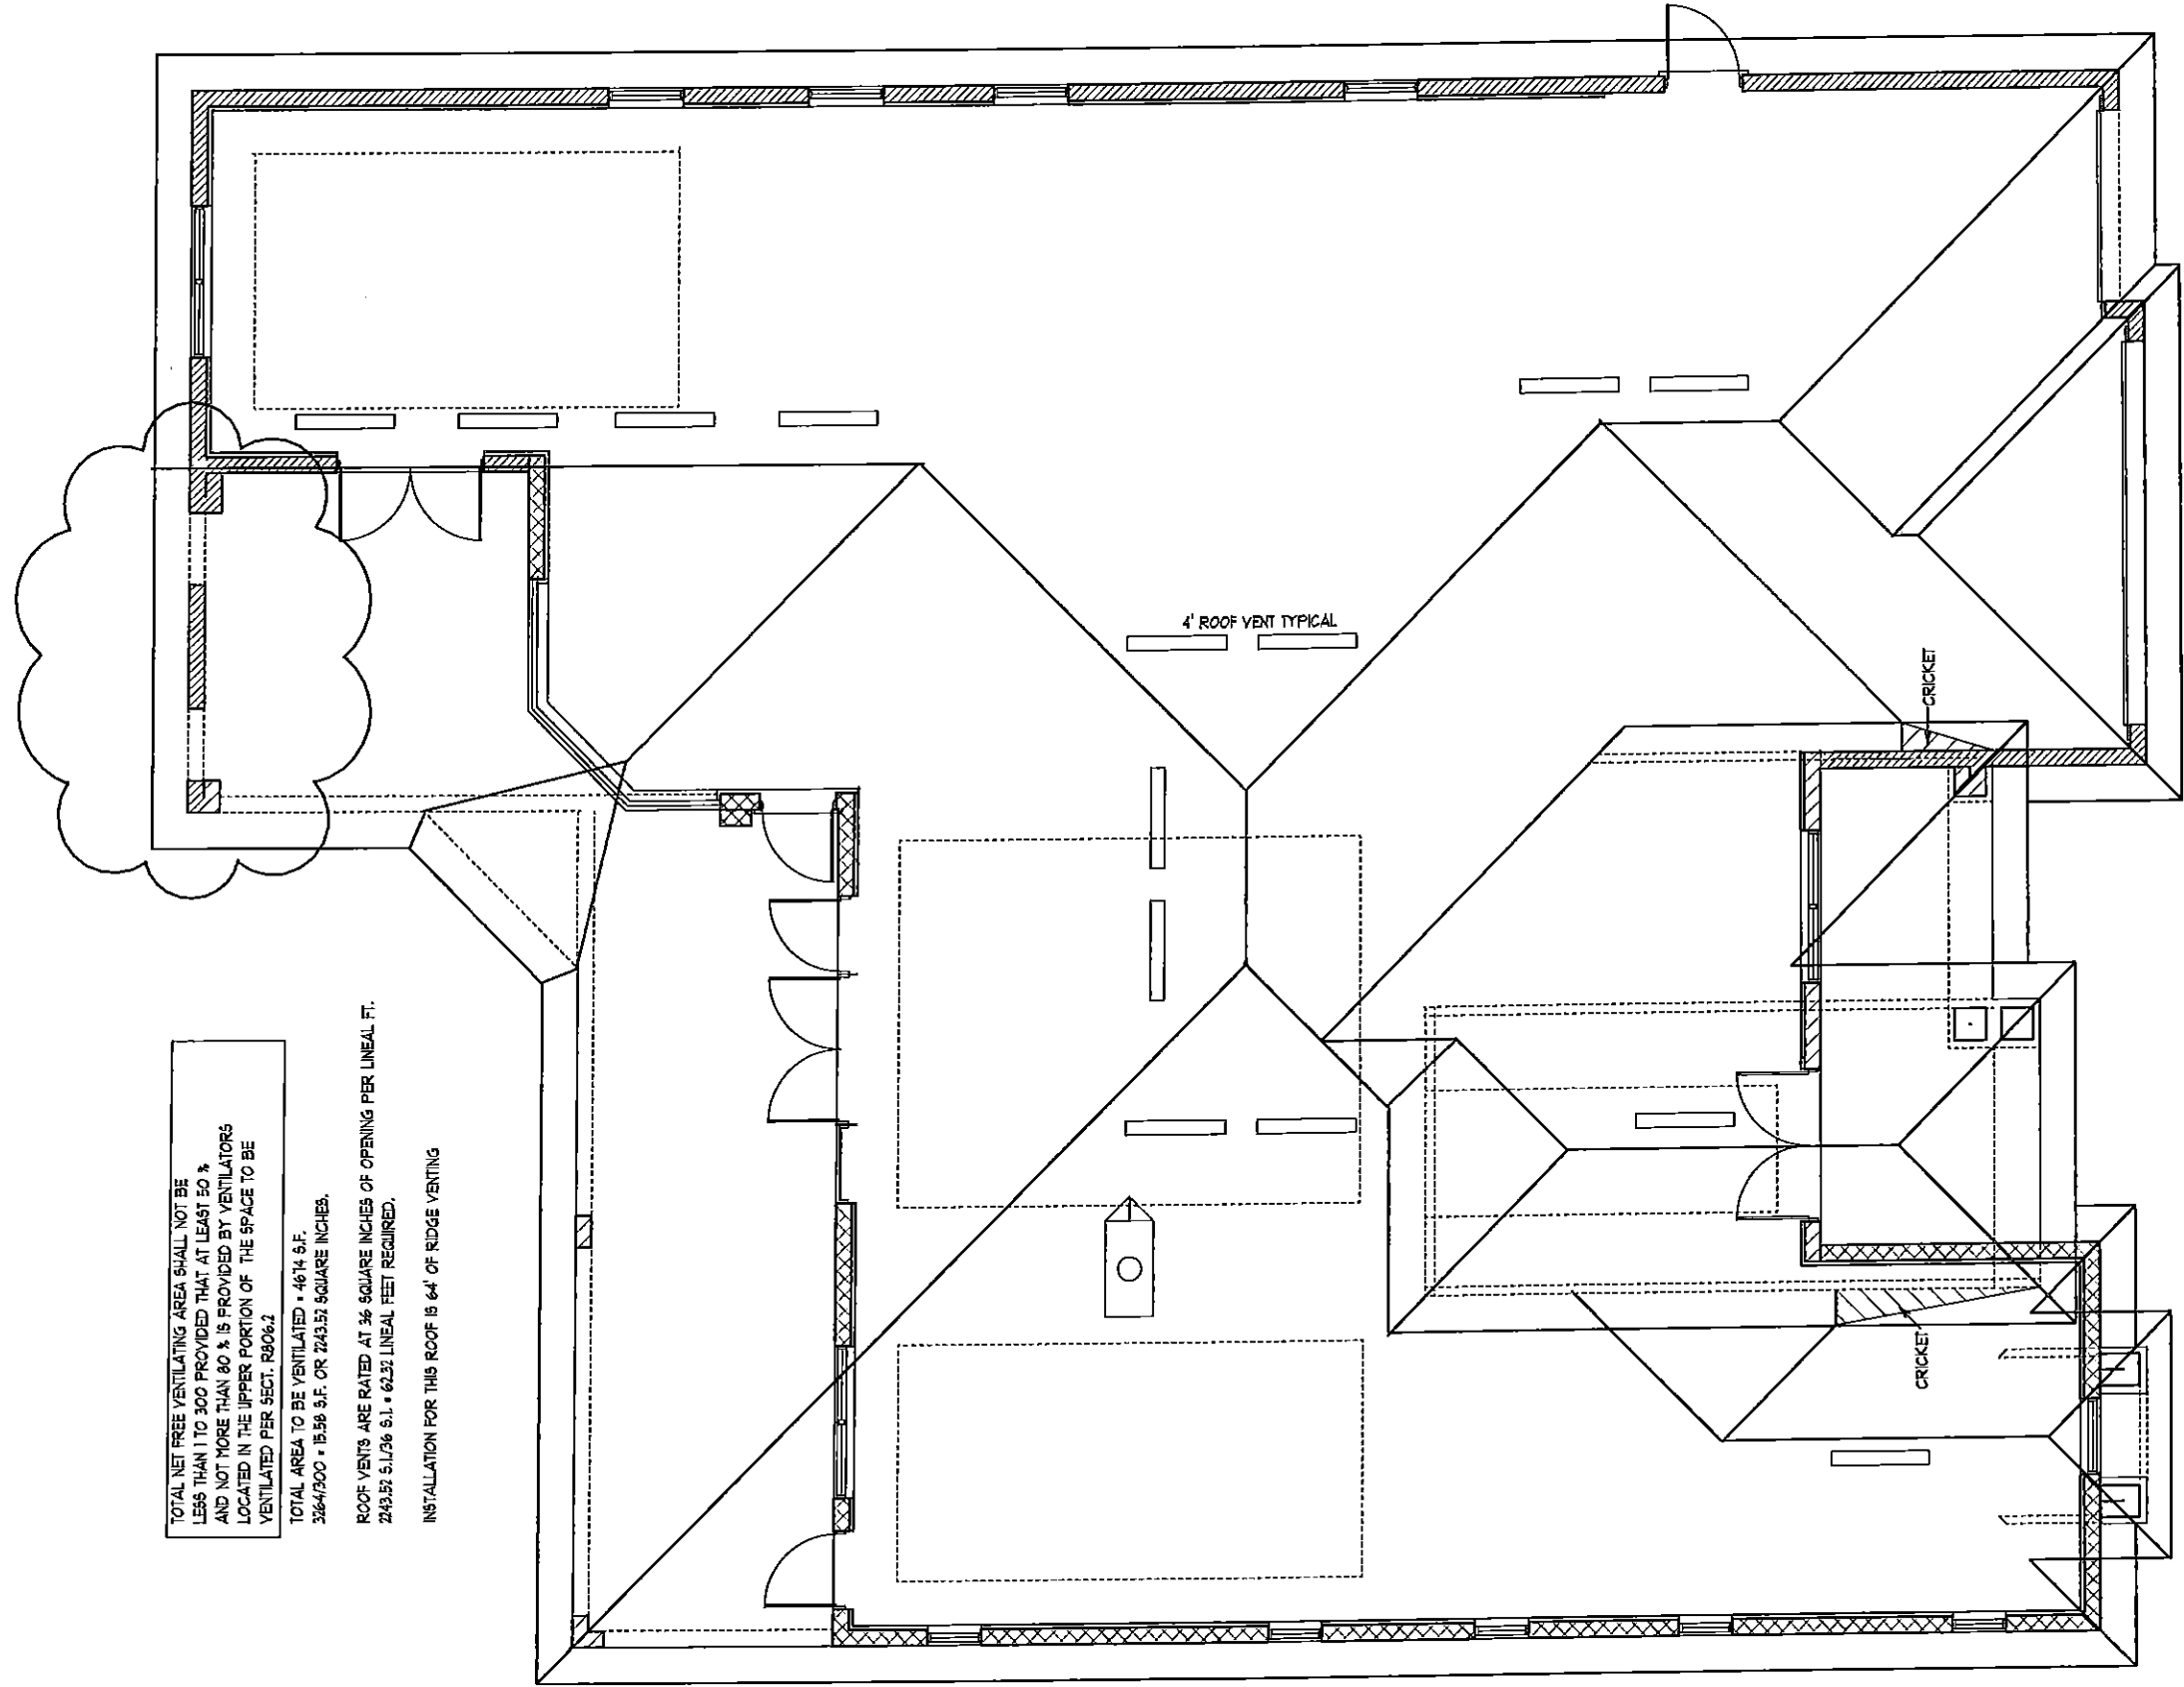 TOTAL NET FREE VENTILATING AREA SHALL NOT BE
LESS THAN 1 TO 300 PROVIDED THAT AT LEAST 50 %
AND NOT MORE THAN 80 % IS PROVIDED BY VENTILATORS
LOCATED IN THE UPPER PORTION OF THE SPACE TO BE
VENTILATED PER SECT. R806.2
TOTAL AREA TO BE VENTILATED = 4674 S.F.
3264/300 = 15.58 S.F. OR 2243.52 SQUARE INCHES.
ROOF VENTS ARE RATED AT 36 SQUARE INCHES OF OPENING PER LINEAL FT.
2243.52 S.I./36 S.I. = 62.32 LINEAL FEET REQUIRED.
INSTALLATION FOR THIS ROOF IS 64' OF RIDGE VENTING
4' ROOF VENT TYPICAL
CRICKET
CRICKET